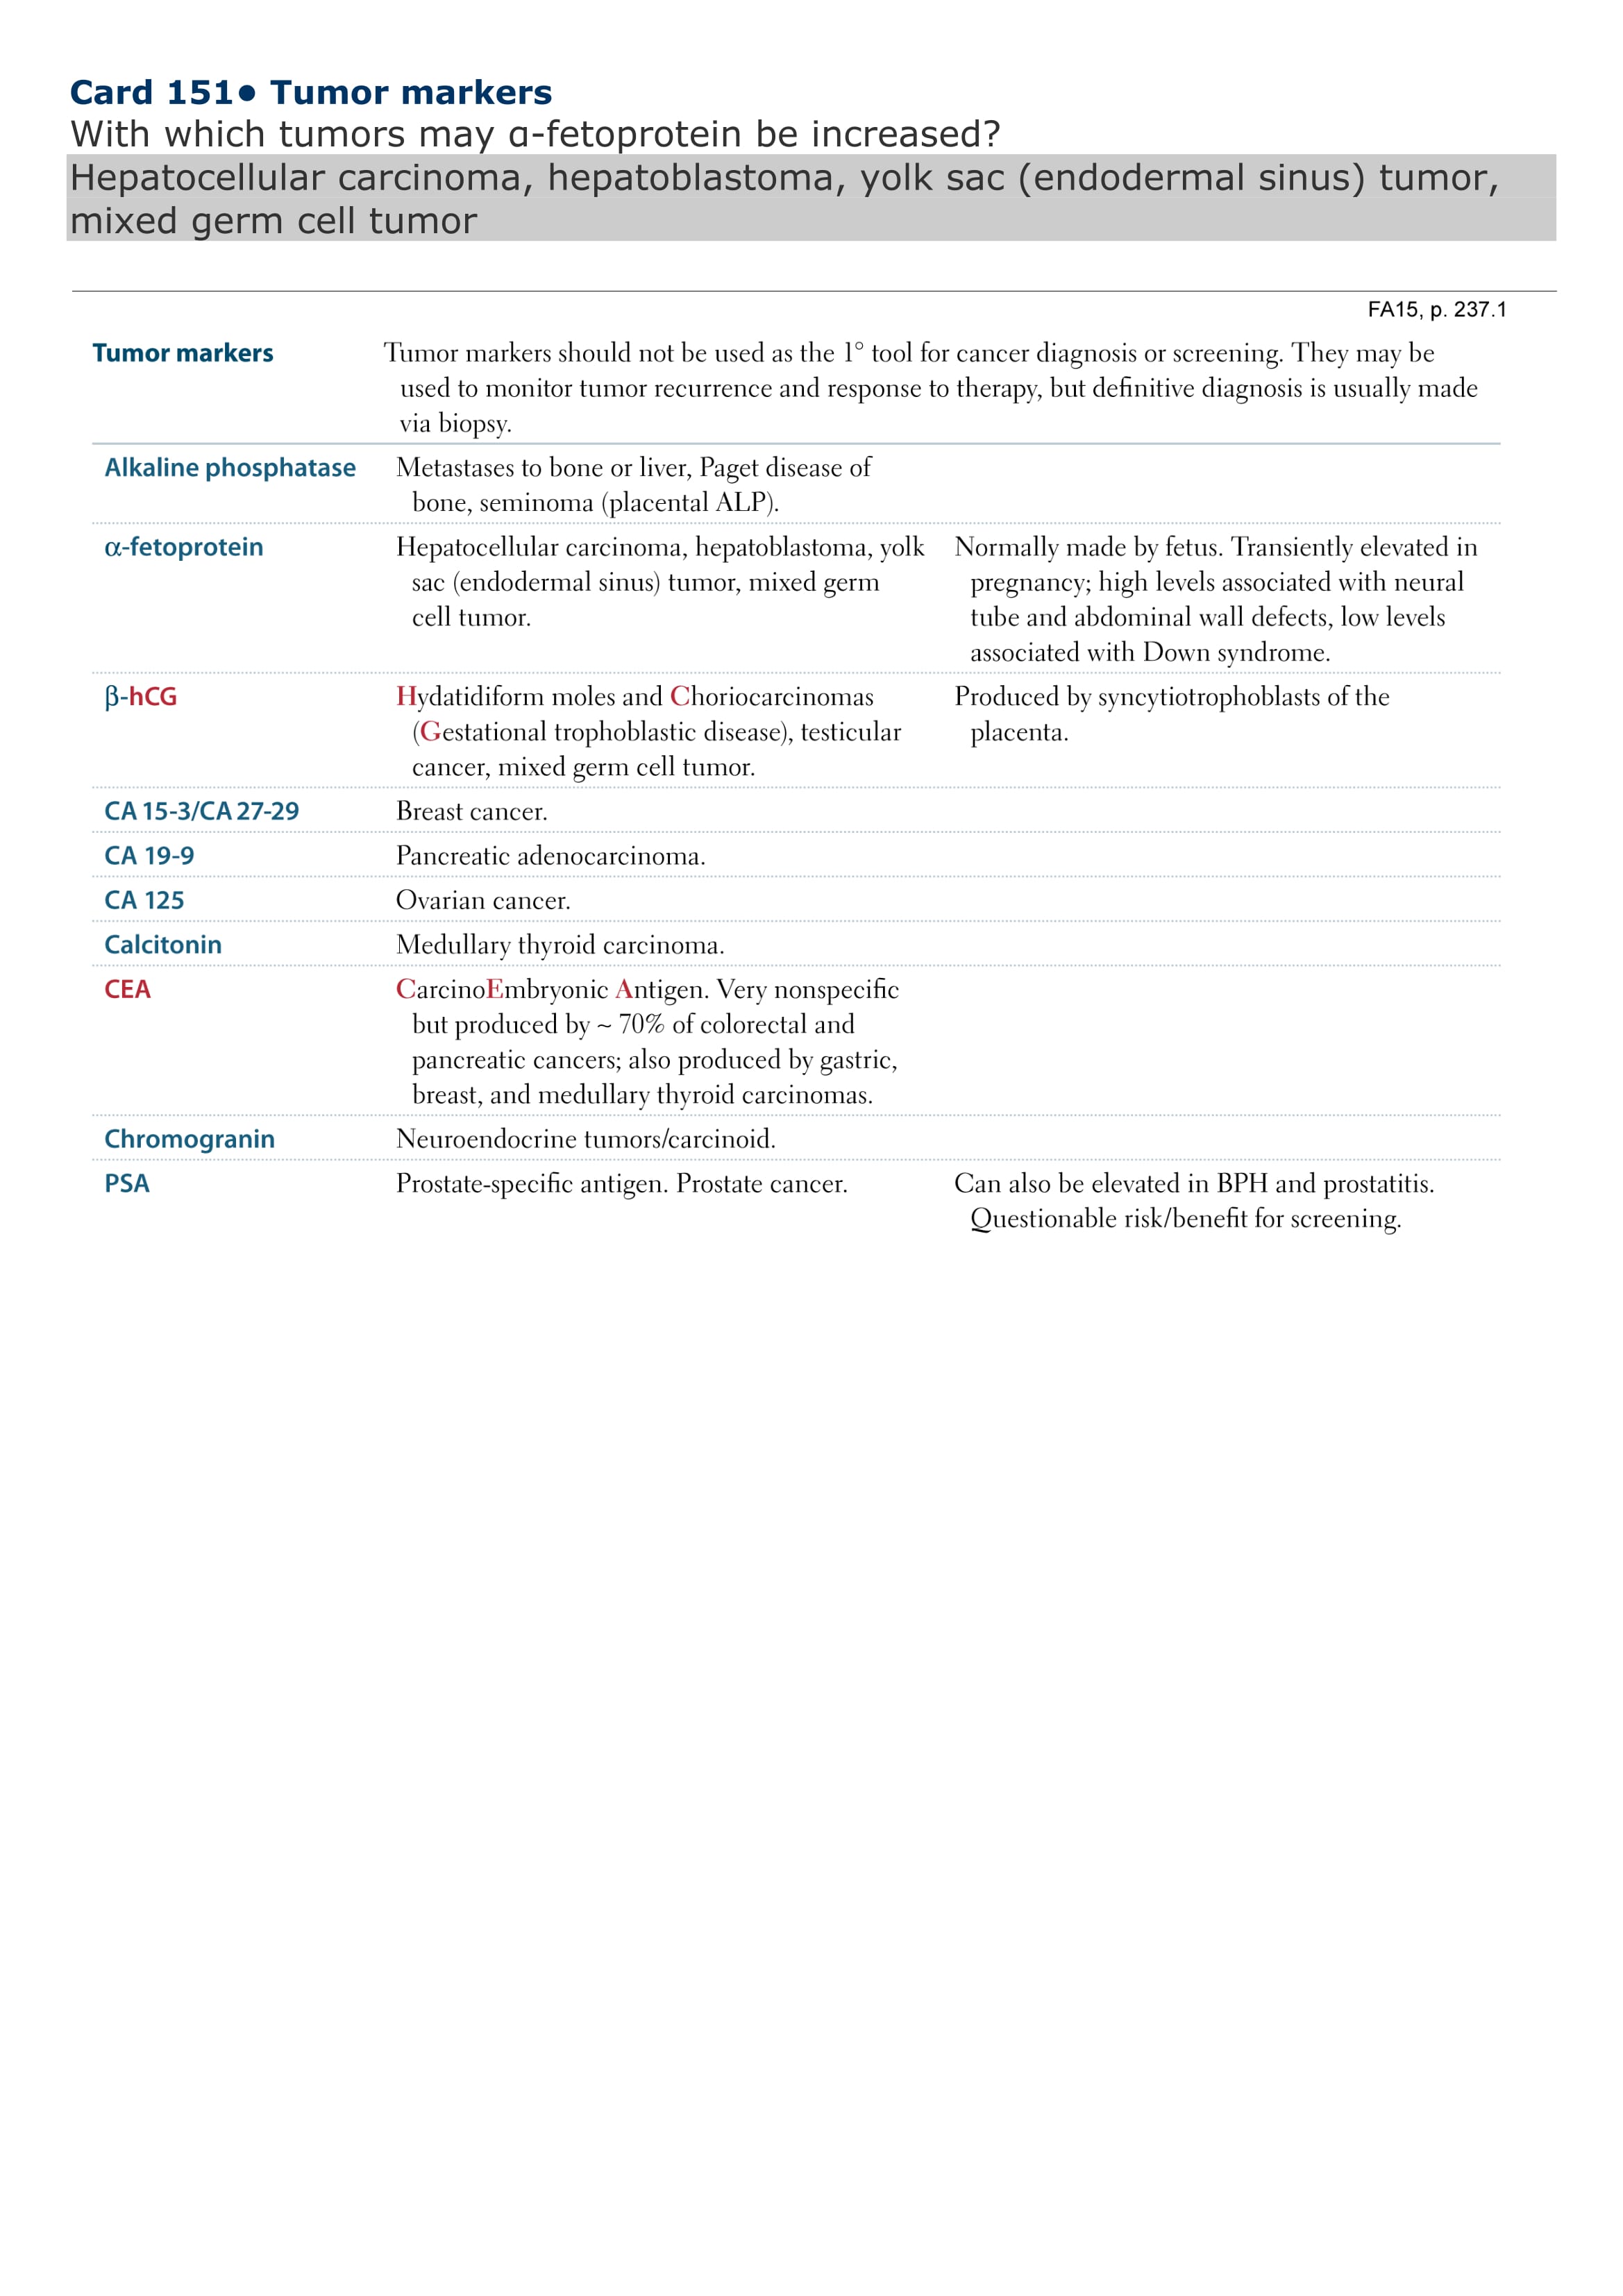 Card 151● Tumor markers
With which tumors may α-fetoprotein be increased?
Hepatocellular carcinoma, hepatoblastoma, yolk sac (endodermal sinus) tumor,
mixed germ cell tumor
FA15, p. 237.1
Tumor markers
Tumor markers should not be used as the 1° tool for cancer diagnosis or screening. They may be
used to monitor tumor recurrence and response to therapy, but definitive diagnosis is usually made
via biopsy.
Alkaline phosphatase
Metastases to bone or liver, Paget disease of
bone, seminoma (placental ALP).
α-fetoprotein
Hepatocellular carcinoma, hepatoblastoma, yolk
sac (endodermal sinus) tumor, mixed germ
cell tumor.
Normally made by fetus. Transiently elevated in
pregnancy; high levels associated with neural
tube and abdominal wall defects, low levels
associated with Down syndrome.
β-hCG
Hydatidiform moles and Choriocarcinomas
(Gestational trophoblastic disease), testicular
cancer, mixed germ cell tumor.
Produced by syncytiotrophoblasts of the
placenta.
CA 15-3/CA 27-29
Breast cancer.
CA 19-9
Pancreatic adenocarcinoma.
CA 125
Ovarian cancer.
Calcitonin
Medullary thyroid carcinoma.
CEA
CarcinoEmbryonic Antigen. Very nonspecific
but produced by ~ 70% of colorectal and
pancreatic cancers; also produced by gastric,
breast, and medullary thyroid carcinomas.
Chromogranin
Neuroendocrine tumors/carcinoid.
PSA
Prostate-specific antigen. Prostate cancer.
Can also be elevated in BPH and prostatitis.
Questionable risk/benefit for screening.